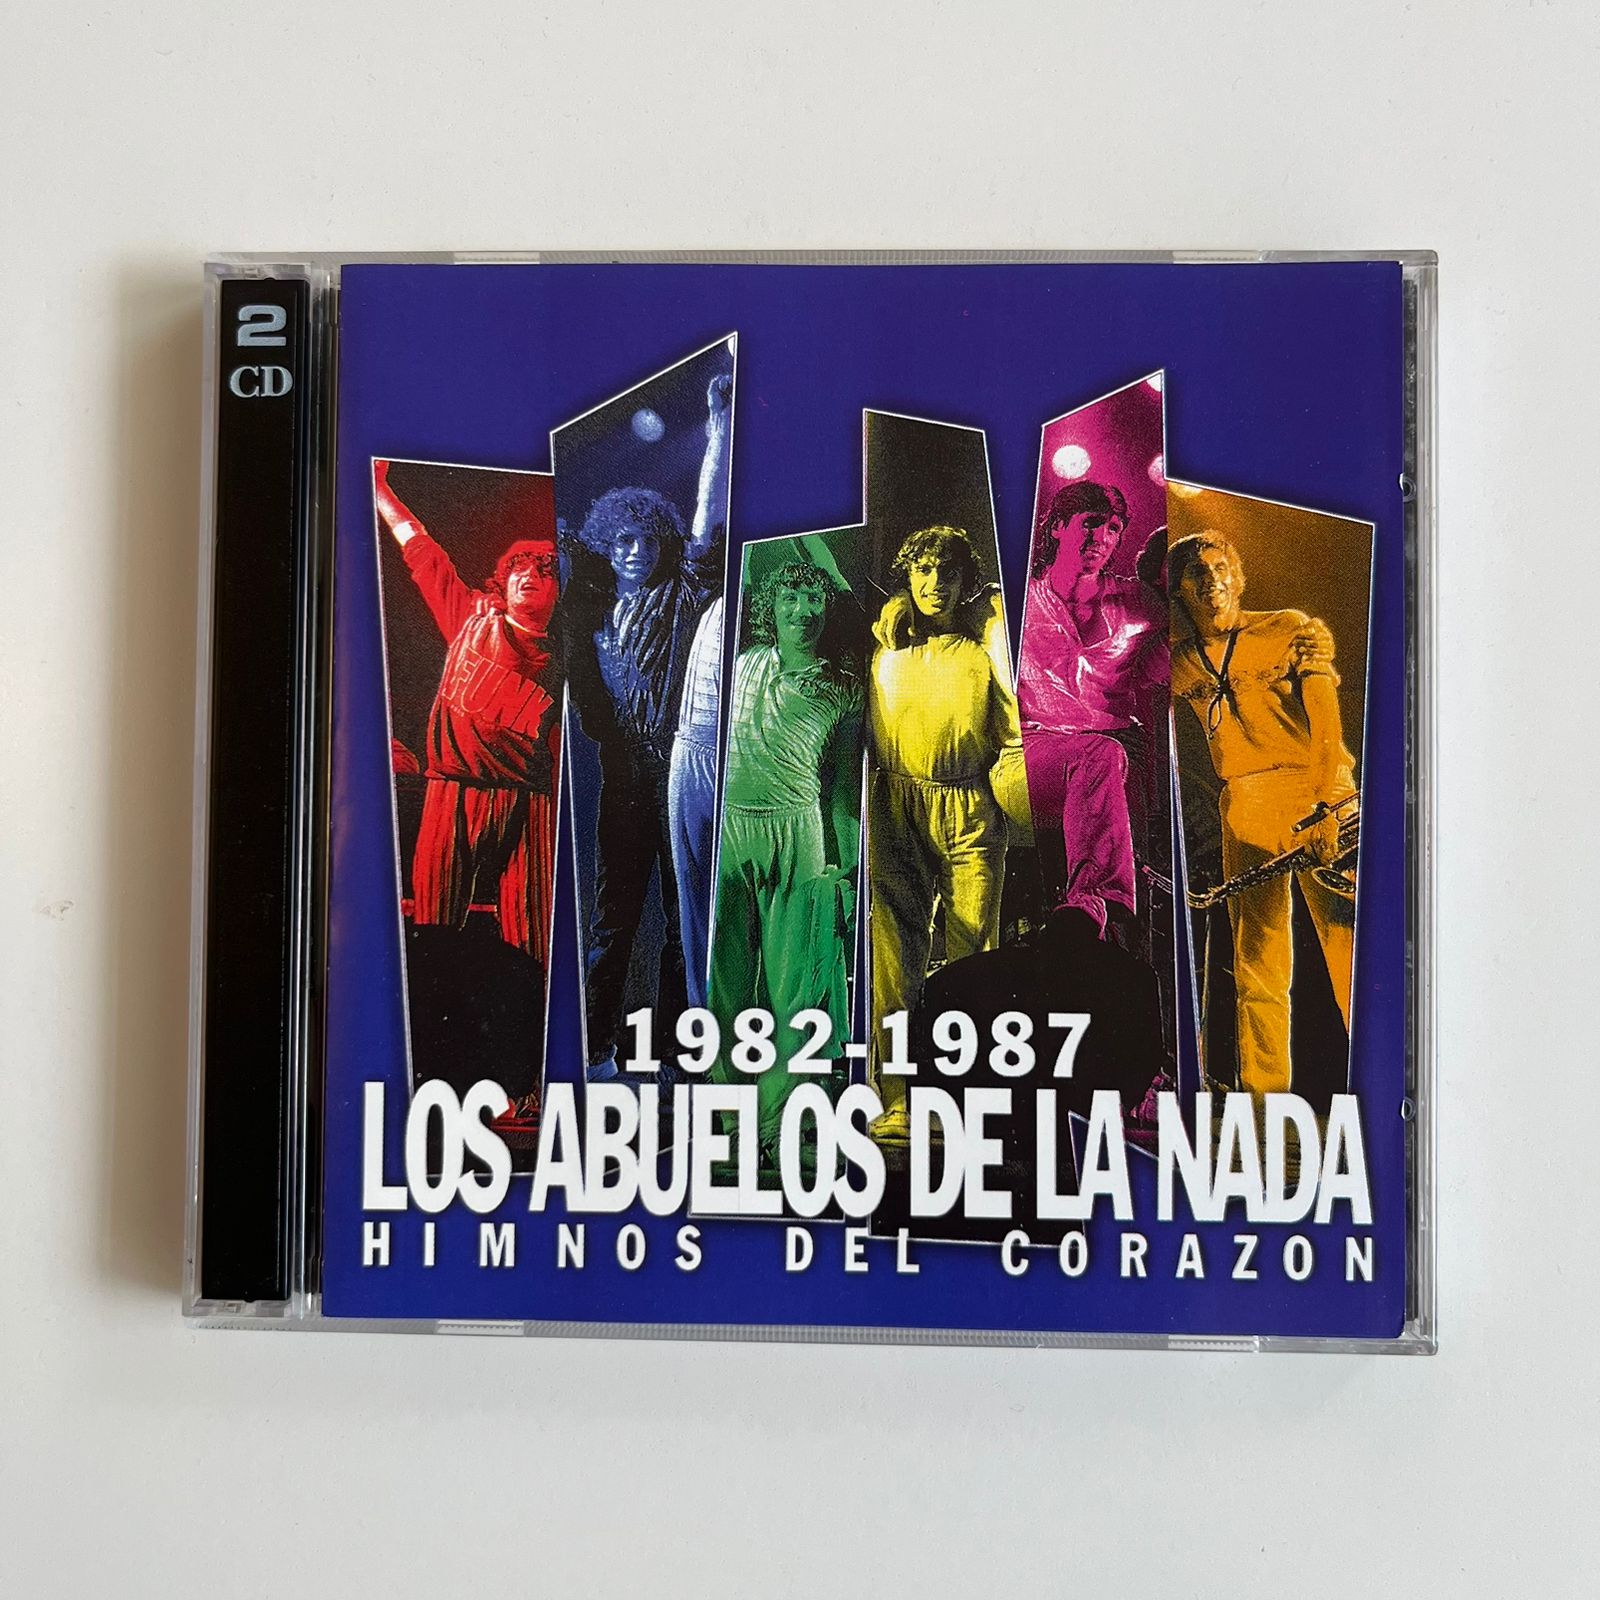 2
CD
FUNK
1982-1987
LOS ABUELOS DE LA NADA
HIMNOS DEL CORAZON